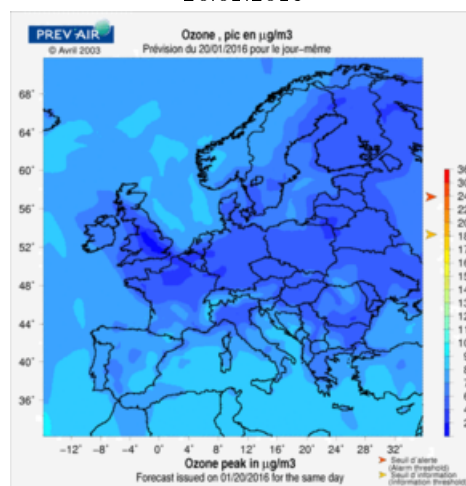 PREV'AIR
© Avril 2003
Ozone , pic en µg/m3
Prévision du 20/01/2016 pour le jour-même
68°
64°
60°
56°
52°
48°
44°
40°
36°
-12° -8° -4° 0° 4° 8° 12° 16° 20° 24° 28° 32°
Ozone peak in µg/m3
Forecast issued on 01/20/2016 for the same day
Seuil d'alerte
(Alarm threshold)
Seuil d'information
(Information threshold)